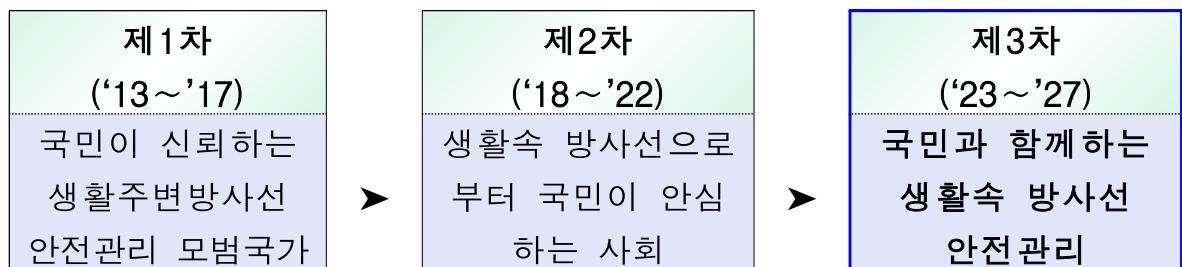 제1차
(‘13～’17)
국민이 신뢰하는
생활주변방사선
안전관리 모범국가
➤
제2차
(‘18～’22)
생활속 방사선으로
부터 국민이 안심
하는 사회
➤
제3차
(‘23～’27)
국민과 함께하는
생활속 방사선
안전관리